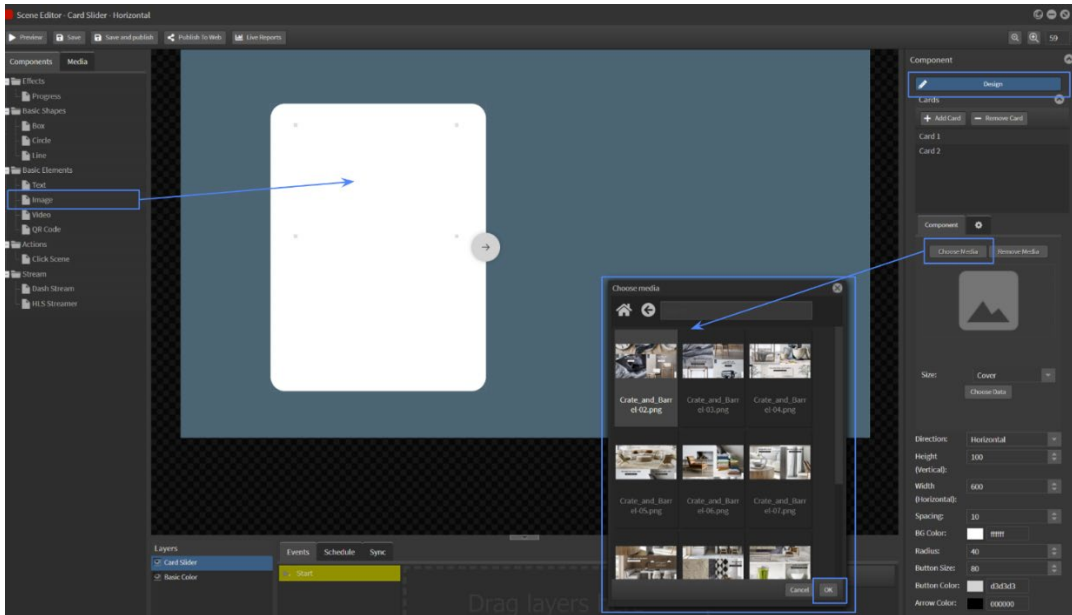 Scene Editor - Card Slider - Horizontal
Preview Save Save and publish Publish To Web Live Reports 59
Components Media
Effects
Progress
Basic Shapes
Box
Circle
Line
Basic Elements
Text
Image
Video
QR Code
Actions
Click Scene
Stream
Dash Stream
HLS Streamer
Component
Design
Cards
Add Card Remove Card
Card 1
Card 2
Component
Choose Media Remove Media
Size: Cover
Choose Data
Direction: Horizontal
Height (Vertical): 100
Width (Horizontal): 600
Spacing: 10
BG Color: ffffff
Radius: 40
Button Size: 80
Button Color: d3d3d3
Arrow Color: 000000
Choose media
Crate_and_Barr
el-02.png
Crate_and_Barr
el-03.png
Crate_and_Barr
el-04.png
Crate_and_Barr
el-05.png
Crate_and_Barr
el-06.png
Crate_and_Barr
el-07.png
Cancel OK
Layers
Card Slider
Basic Color
Events Schedule Sync
Start
Drag layers